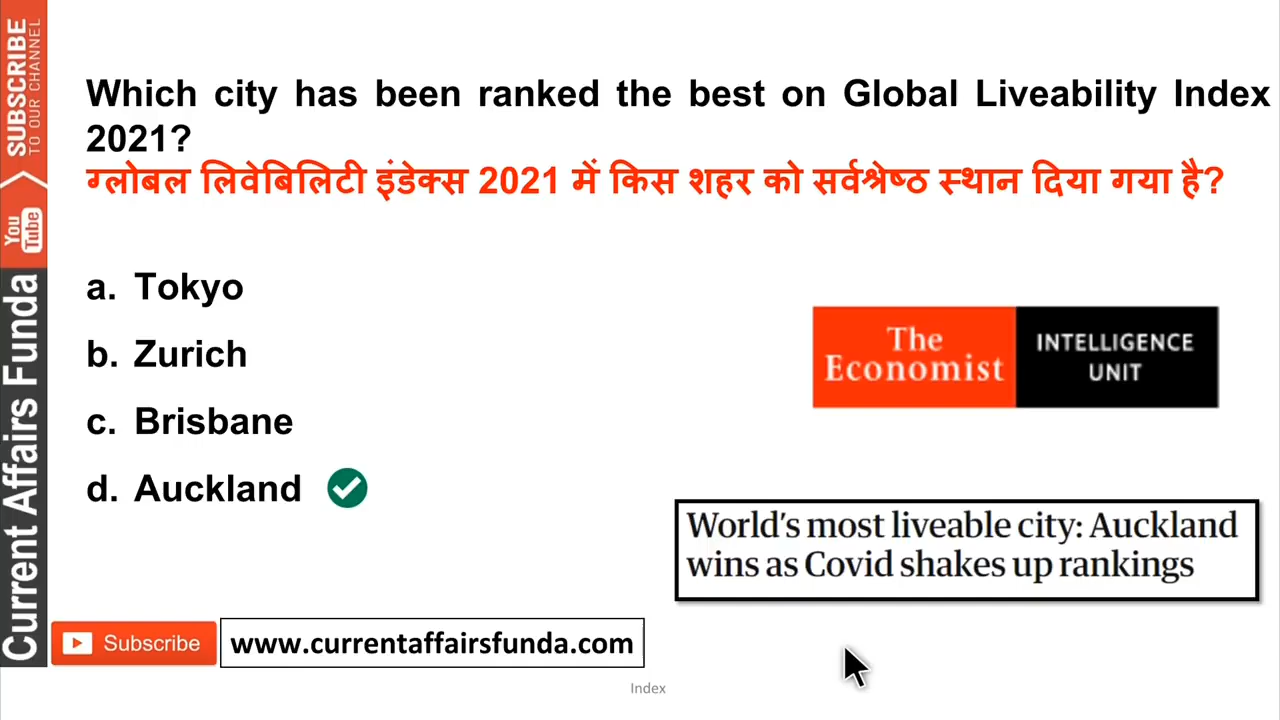 SUBSCRIBE
TO OUR CHANNEL
You
Tube
Current Affairs Funda
Which city has been ranked the best on Global Liveability Index
2021?
ग्लोबल लिवेबिलिटी इंडेक्स 2021 में किस शहर को सर्वश्रेष्ठ स्थान दिया गया है?
a. Tokyo
b. Zurich
c. Brisbane
d. Auckland
The
Economist
INTELLIGENCE
UNIT
World's most liveable city: Auckland
wins as Covid shakes up rankings
Subscribe
www.currentaffairsfunda.com
Index